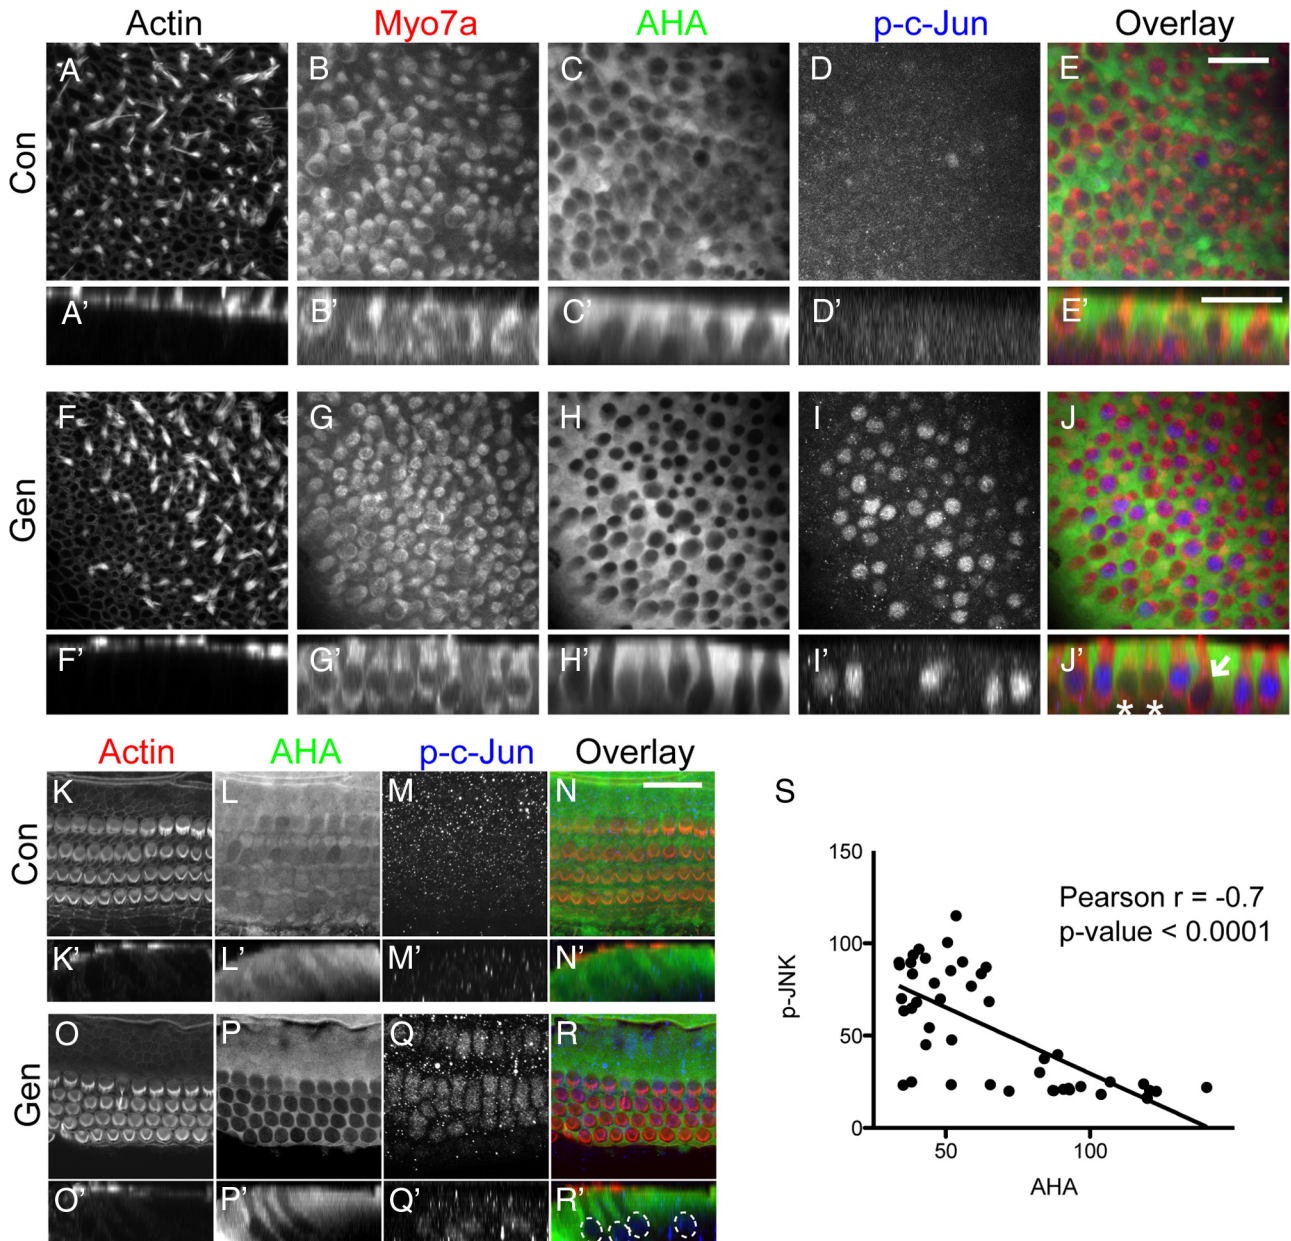 Actin Myo7a AHA p-c-Jun Overlay
Con
A B C D E
A’ B’ C’ D’ E’
Gen
F G H I J
F’ G’ H’ I’ J’
* *
Actin AHA p-c-Jun Overlay
Con
K L M N
K’ L’ M’ N’
Gen
O P Q R
O’ P’ Q’ R’
S
150
Pearson r = -0.7
p-value < 0.0001
100
p-JNK
50
0
50 100
AHA